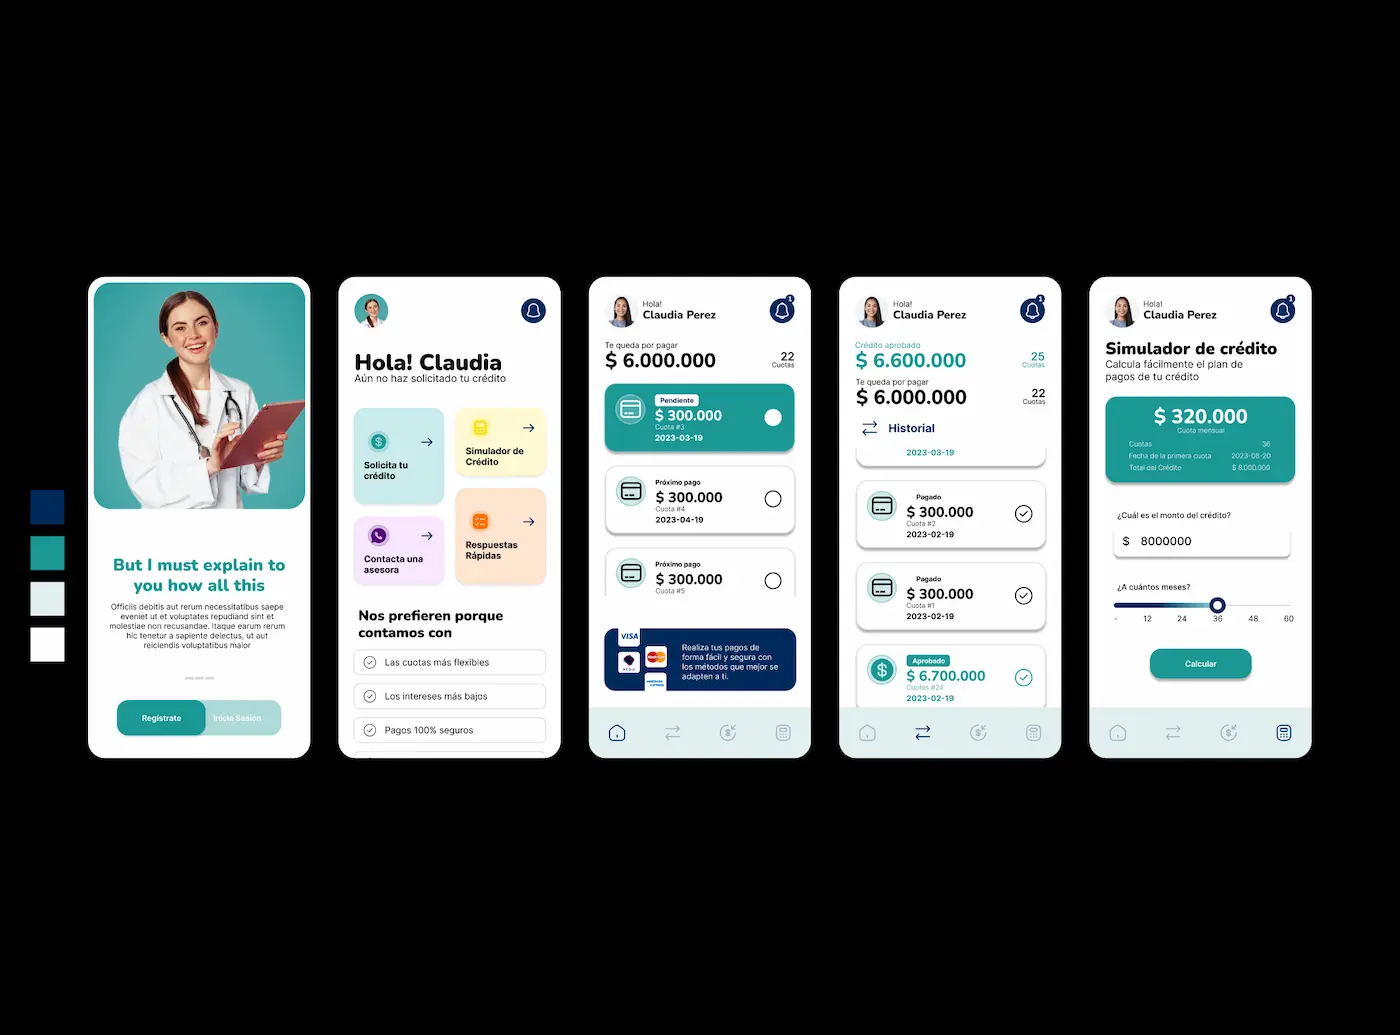 But I must explain to
you how all this
Officiis debitis aut rerum necessitatibus saepe
eveniet ut et voluptates repudiand sint et
molestiae non recusandae. Itaque earum rerum
hic tenetur a sapiente delectus, ut aut
reiciendis voluptatibus maior
Regístrate
Inicia Sesión
Hola! Claudia
Aún no haz solicitado tu crédito
Solicita tu
crédito
Simulador de
Crédito
Contacta una
asesora
Respuestas
Rápidas
Nos prefieren porque
contamos con
Las cuotas más flexibles
Los intereses más bajos
Pagos 100% seguros
Hola!
Claudia Perez
1
Te queda por pagar
$ 6.000.000
22
Cuotas
Pendiente
$ 300.000
Cuota #3
2023-03-19
Próximo pago
$ 300.000
Cuota #4
2023-04-19
Próximo pago
$ 300.000
Cuota #5
VISA
Realiza tus pagos de
forma fácil y segura con
los métodos que mejor se
adapten a ti.
Hola!
Claudia Perez
1
Crédito aprobado
$ 6.600.000
25
Cuotas
Te queda por pagar
$ 6.000.000
22
Cuotas
Historial
2023-03-19
Pagado
$ 300.000
Cuota #2
2023-02-19
Pagado
$ 300.000
Cuota #1
2023-02-19
Aprobado
$ 6.700.000
Cuotas #24
2023-02-19
Hola!
Claudia Perez
1
Simulador de crédito
Calcula fácilmente el plan de
pagos de tu crédito
$ 320.000
Cuota mensual
Cuotas 36
Fecha de la primera cuota 2023-08-20
Total del Crédito $ 8.000.000
¿Cuál es el monto del crédito?
$ 8000000
¿A cuántos meses?
- 12 24 36 48 60
Calcular